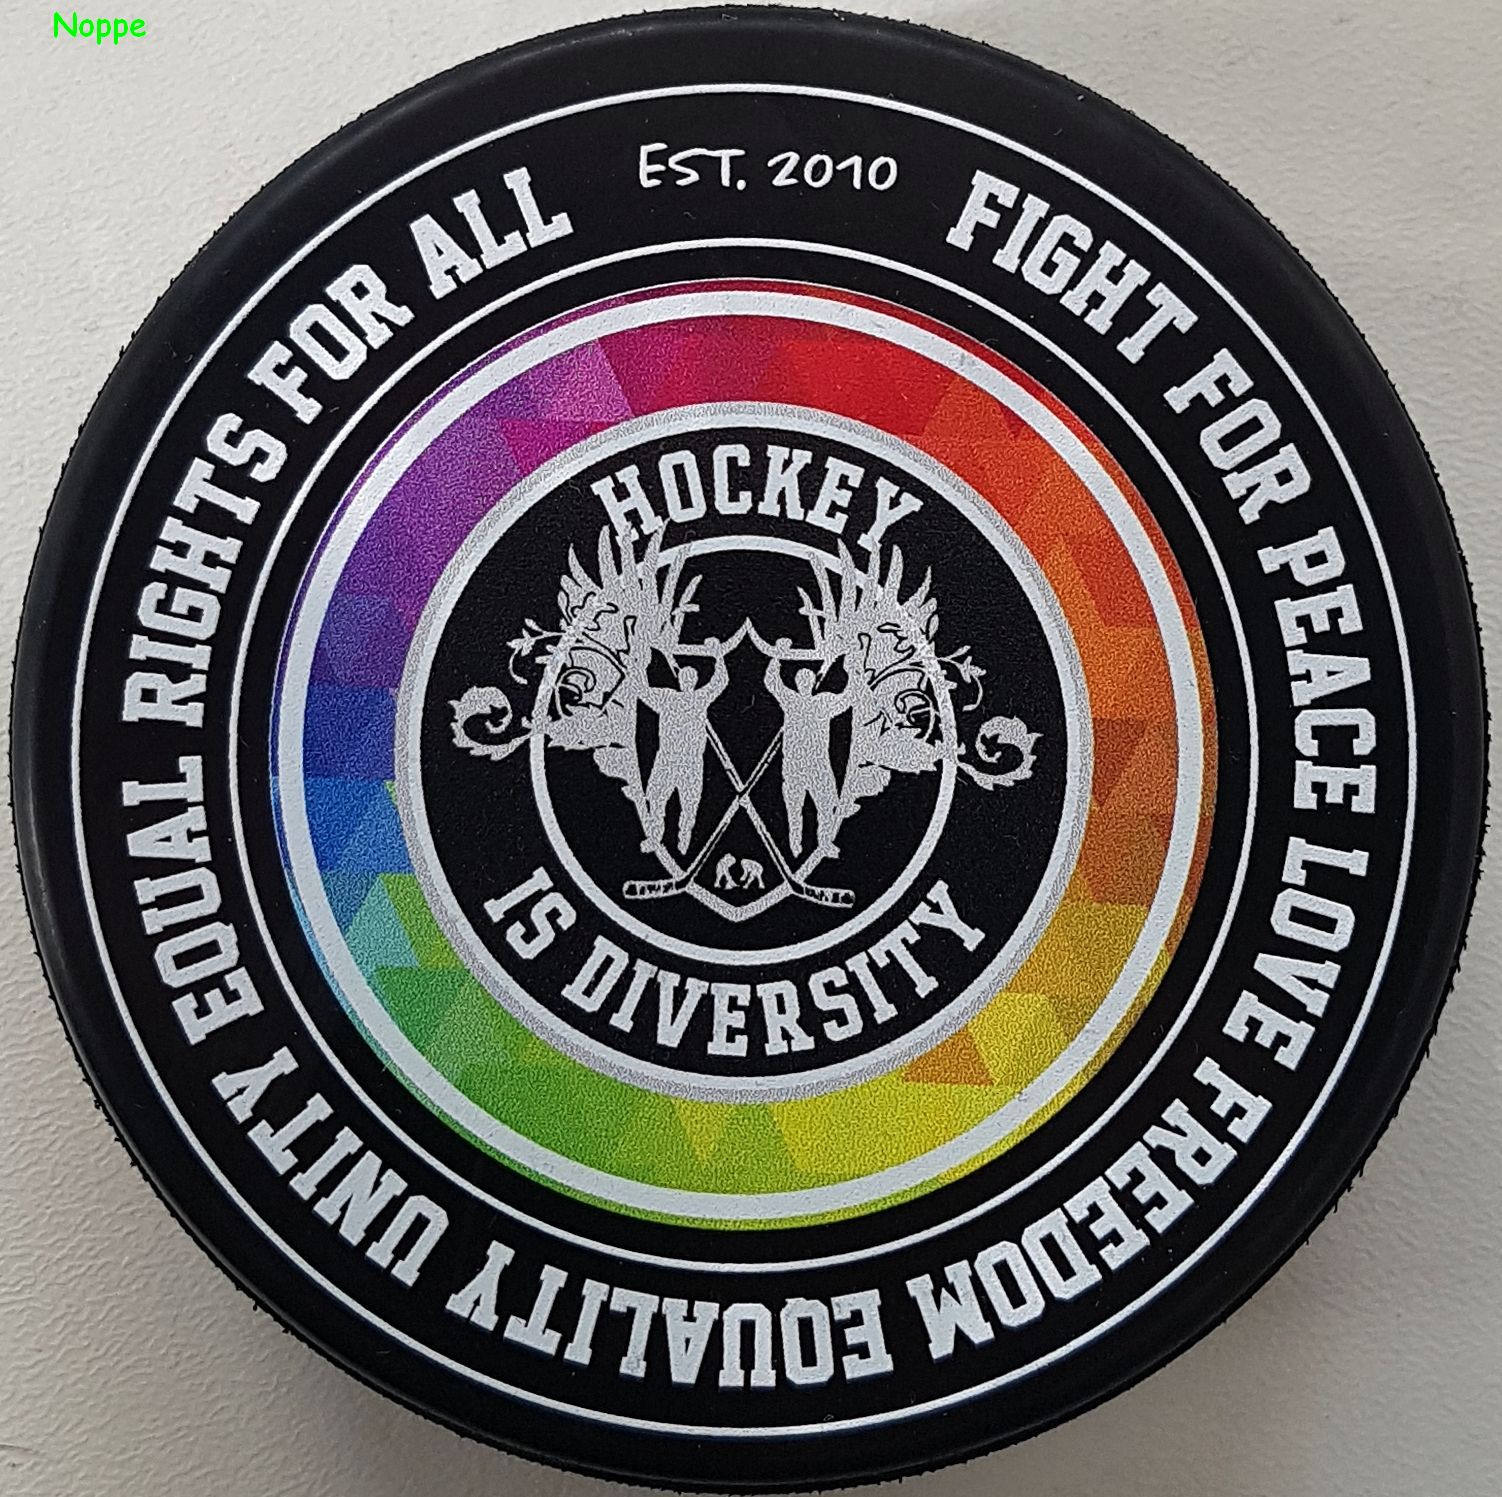 Noppe
EST. 2010
FIGHT FOR PEACE LOVE FREEDOM EQUALITY UNITY EQUAL RIGHTS FOR ALL
HOCKEY
IS DIVERSITY